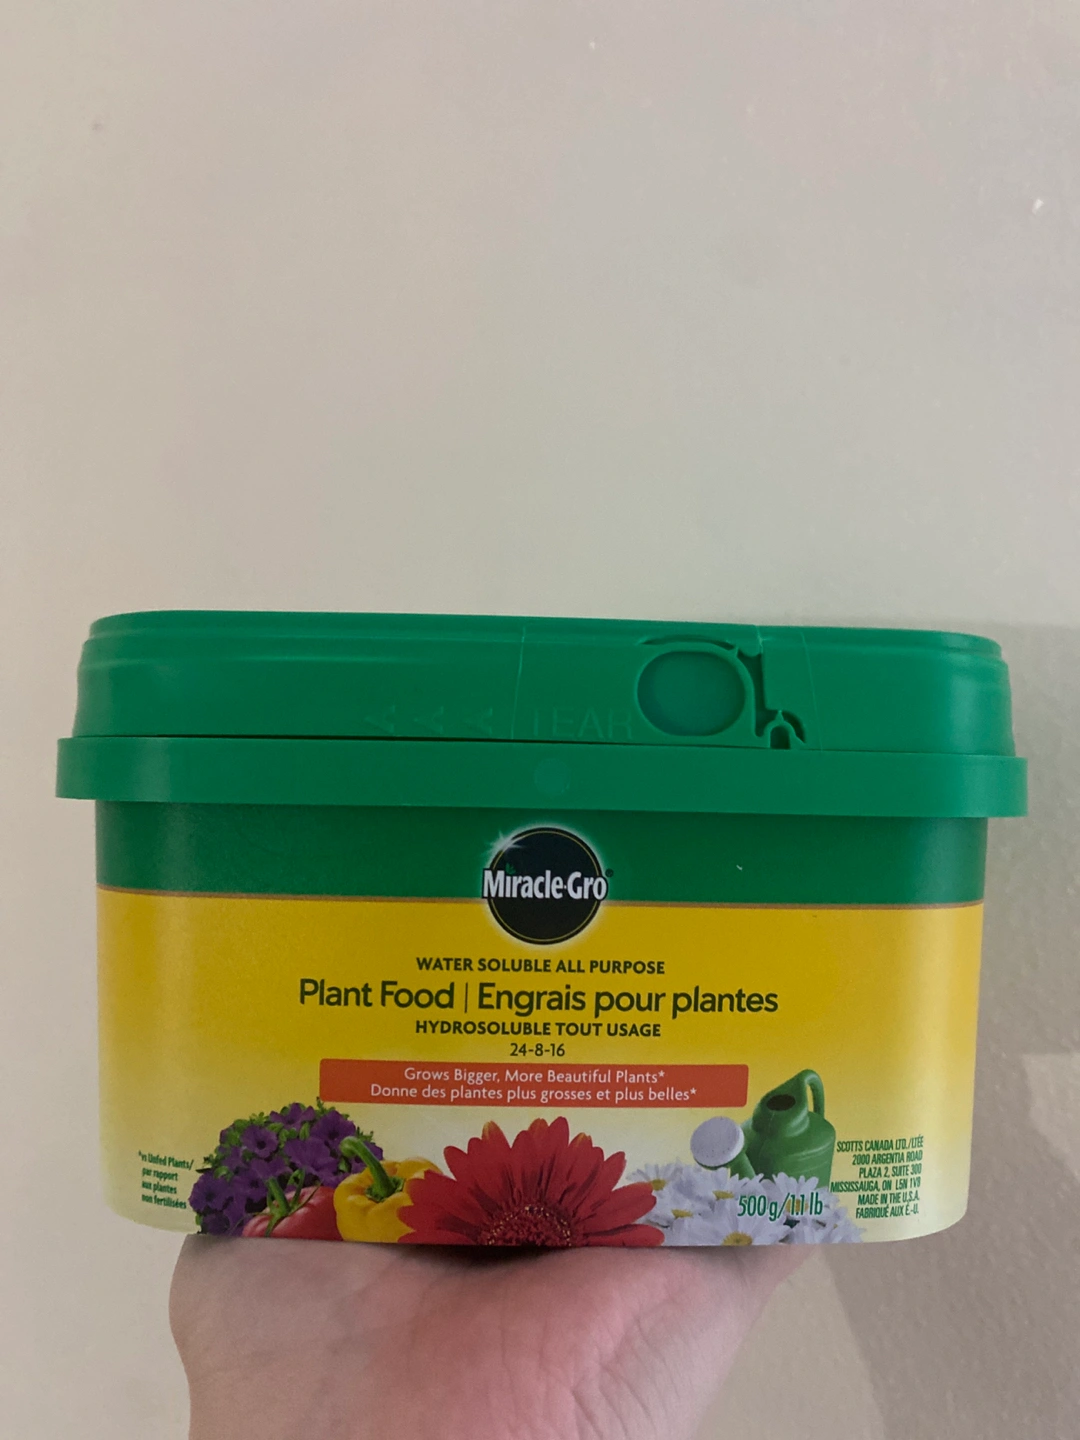 TEAR
Miracle-Gro®
WATER SOLUBLE ALL PURPOSE
Plant Food | Engrais pour plantes
HYDROSOLUBLE TOUT USAGE
24-8-16
Grows Bigger, More Beautiful Plants*
Donne des plantes plus grosses et plus belles*
*vs Unfed Plants/
par rapport
aux plantes
non fertilisées
500 g/1.1 lb
SCOTTS CANADA LTD./LTÉE
2000 ARGENTIA ROAD
PLAZA 2, SUITE 300
MISSISSAUGA, ON L5N 1V9
MADE IN THE U.S.A.
FABRIQUÉ AUX É.-U.